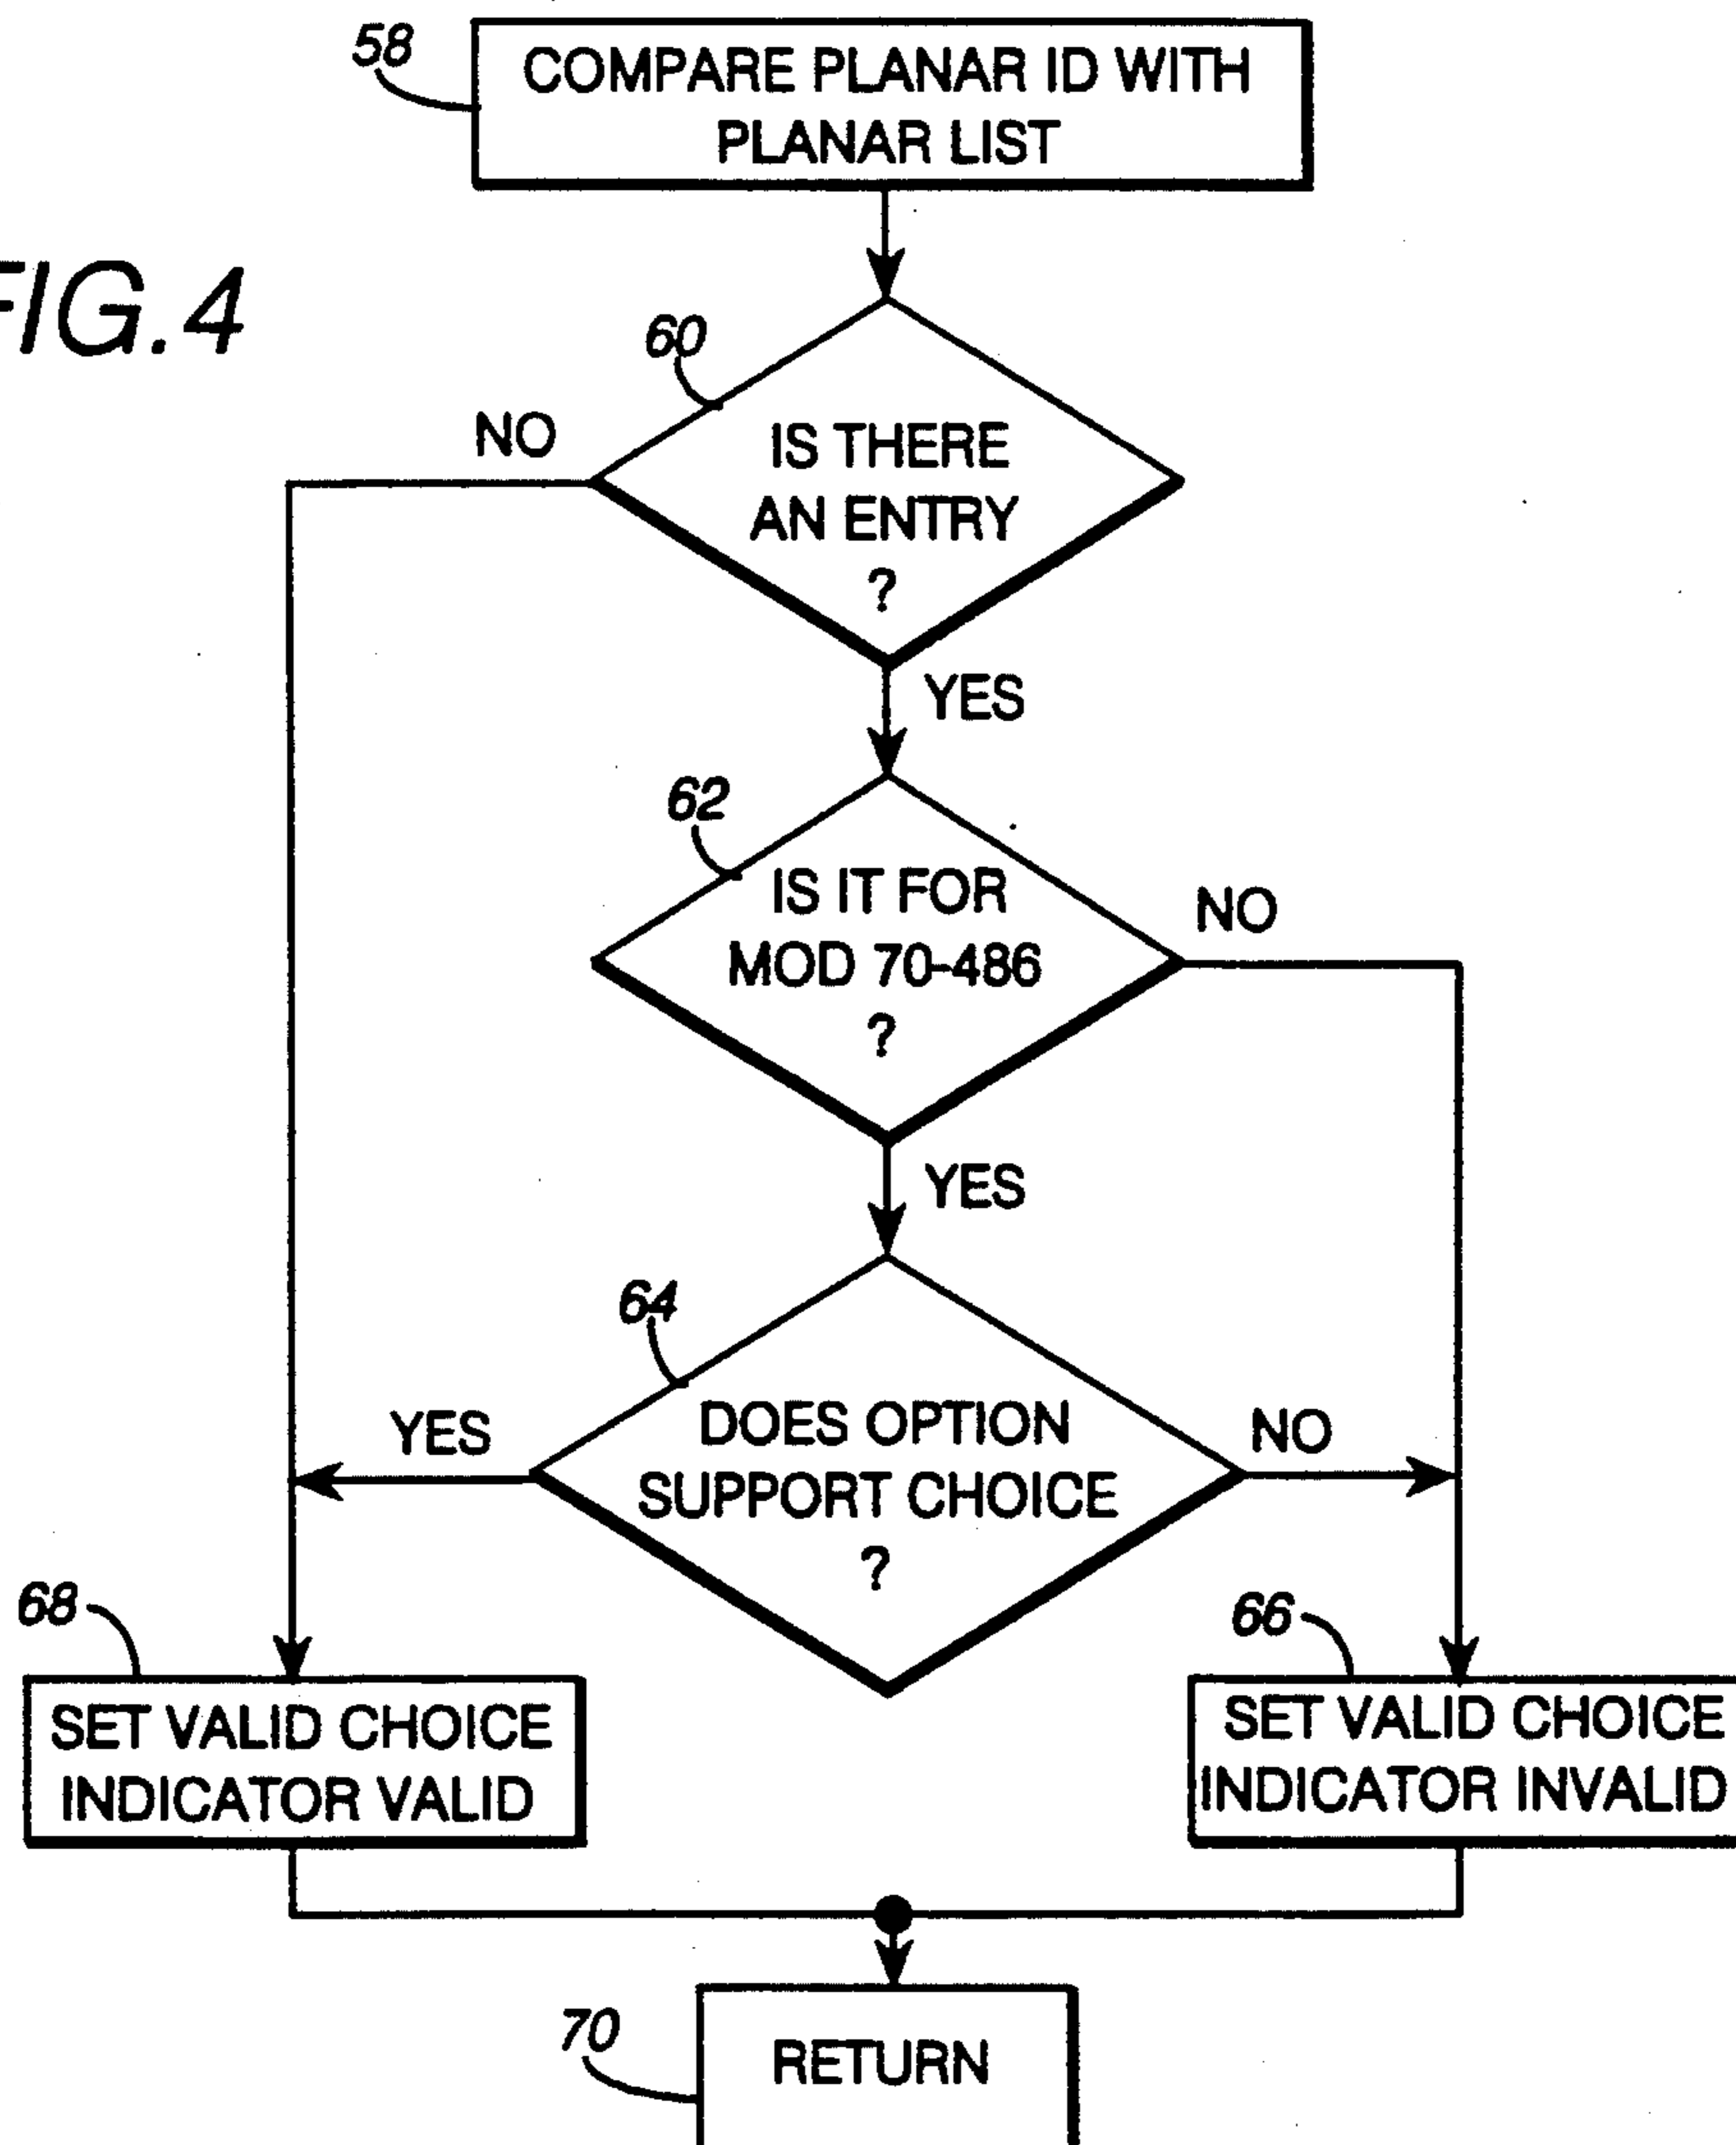 58
COMPARE PLANAR ID WITH
PLANAR LIST
FIG.4
60
NO
IS THERE
AN ENTRY
?
YES
62
IS IT FOR
MOD 70-486
?
NO
YES
64
YES
DOES OPTION
SUPPORT CHOICE
?
NO
68
66
SET VALID CHOICE
INDICATOR VALID
SET VALID CHOICE
INDICATOR INVALID
70
RETURN